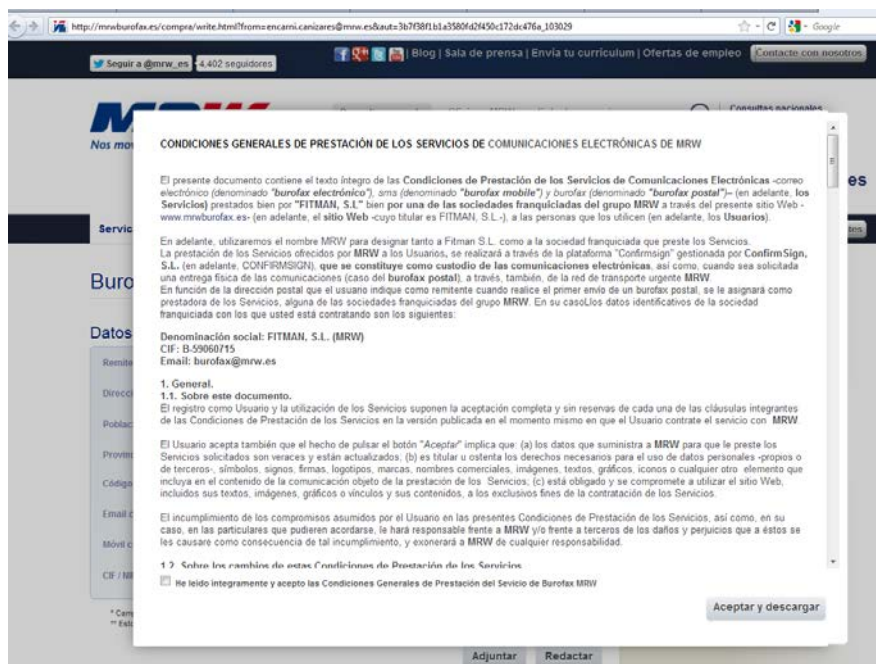 http://mrwburofax.es/compra/write.html?from=encarni.canizares@mrw.es&aut=3b7f38f1b1a3580fd2f450c172dc476a_103029
Google
Seguir a @mrw_es 4.402 seguidores
Blog | Sala de prensa | Envía tu curriculum | Ofertas de empleo Contacte con nosotros
Consultas nacionales
Nos mov
es
Servic
Buro
Datos
Remite
Direcci
Poblac
Provin
Código
Email c
Móvil c
CIF / NI
CONDICIONES GENERALES DE PRESTACIÓN DE LOS SERVICIOS DE COMUNICACIONES ELECTRÓNICAS DE MRW
El presente documento contiene el texto íntegro de las Condiciones de Prestación de los Servicios de Comunicaciones Electrónicas -correo
electrónico (denominado "burofax electrónico"), sms (denominado "burofax mobile") y burofax (denominado "burofax postal")– (en adelante, los
Servicios) prestados bien por "FITMAN, S.L" bien por una de las sociedades franquiciadas del grupo MRW a través del presente sitio Web -
www.mrwburofax.es- (en adelante, el sitio Web -cuyo titular es FITMAN, S.L.-), a las personas que los utilicen (en adelante, los Usuarios).
En adelante, utilizaremos el nombre MRW para designar tanto a Fitman S.L. como a la sociedad franquiciada que preste los Servicios.
La prestación de los Servicios ofrecidos por MRW a los Usuarios, se realizará a través de la plataforma "Confirmsign" gestionada por ConfirmSign,
S.L. (en adelante, CONFIRMSIGN), que se constituye como custodio de las comunicaciones electrónicas, así como, cuando sea solicitada
una entrega física de las comunicaciones (caso del burofax postal), a través, también, de la red de transporte urgente MRW.
En función de la dirección postal que el usuario indique como remitente cuando realice el primer envío de un burofax postal, se le asignará como
prestadora de los Servicios, alguna de las sociedades franquiciadas del grupo MRW. En su casoLlos datos identificativos de la sociedad
franquiciada con los que usted está contratando son los siguientes:
Denominación social: FITMAN, S.L. (MRW)
CIF: B-59060715
Email: burofax@mrw.es
1. General.
1.1. Sobre este documento.
El registro como Usuario y la utilización de los Servicios suponen la aceptación completa y sin reservas de cada una de las cláusulas integrantes
de las Condiciones de Prestación de los Servicios en la versión publicada en el momento mismo en que el Usuario contrate el servicio con MRW
El Usuario acepta también que el hecho de pulsar el botón "Aceptar" implica que: (a) los datos que suministra a MRW para que le preste los
Servicios solicitados son veraces y están actualizados; (b) es titular u ostenta los derechos necesarios para el uso de datos personales -propios o
de terceros-, símbolos, signos, firmas, logotipos, marcas, nombres comerciales, imágenes, textos, gráficos, iconos o cualquier otro elemento que
incluya en el contenido de la comunicación objeto de la prestación de los Servicios; (c) está obligado y se compromete a utilizar el sitio Web,
incluidos sus textos, imágenes, gráficos o vínculos y sus contenidos, a los exclusivos fines de la contratación de los Servicios.
El incumplimiento de los compromisos asumidos por el Usuario en las presentes Condiciones de Prestación de los Servicios, así como, en su
caso, en las particulares que pudieren acordarse, le hará responsable frente a MRW y/o frente a terceros de los daños y perjuicios que a éstos se
les causare como consecuencia de tal incumplimiento, y exonerará a MRW de cualquier responsabilidad.
1.2. Sobre los cambios de estas Condiciones de Prestación de los Servicios
He leído integramente y acepto las Condiciones Generales de Prestación del Sevicio de Burofax MRW
Aceptar y descargar
* Cam
** Esta
Adjuntar Redactar